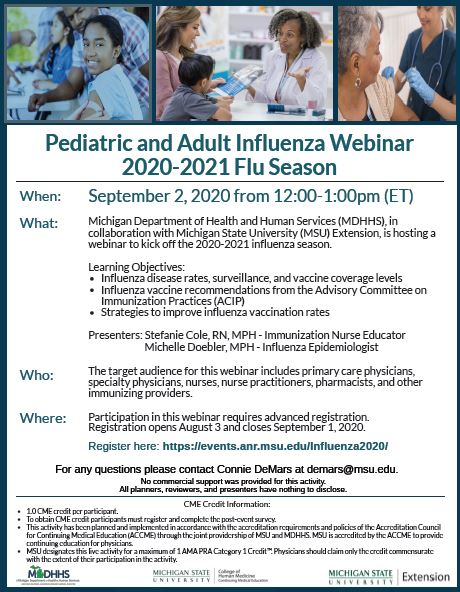 Pediatric and Adult Influenza Webinar
2020-2021 Flu Season
When: September 2, 2020 from 12:00-1:00pm (ET)
What: Michigan Department of Health and Human Services (MDHHS), in
collaboration with Michigan State University (MSU) Extension, is hosting a
webinar to kick off the 2020-2021 influenza season.
Learning Objectives:
• Influenza disease rates, surveillance, and vaccine coverage levels
• Influenza vaccine recommendations from the Advisory Committee on
Immunization Practices (ACIP)
• Strategies to improve influenza vaccination rates
Presenters: Stefanie Cole, RN, MPH - Immunization Nurse Educator
Michelle Doebler, MPH - Influenza Epidemiologist
Who: The target audience for this webinar includes primary care physicians,
specialty physicians, nurses, nurse practitioners, pharmacists, and other
immunizing providers.
Where: Participation in this webinar requires advanced registration.
Registration opens August 3 and closes September 1, 2020.
Register here: https://events.anr.msu.edu/Influenza2020/
For any questions please contact Connie DeMars at demars@msu.edu.
No commercial support was provided for this activity.
All planners, reviewers, and presenters have nothing to disclose.
CME Credit Information:
• 1.0 CME credit per participant.
• To obtain CME credit participants must register and complete the post-event survey.
• This activity has been planned and implemented in accordance with the accreditation requirements and policies of the Accreditation Council
for Continuing Medical Education (ACCME) through the joint providership of MSU and MDHHS. MSU is accredited by the ACCME to provide
continuing education for physicians.
• MSU designates this live activity for a maximum of 1 AMA PRA Category 1 Credit™. Physicians should claim only the credit commensurate
with the extent of their participation in the activity.
MDHHS
Michigan Department of Health and Human Services
MICHIGAN STATE
UNIVERSITY
College of
Human Medicine
Continuing Medical Education
MICHIGAN STATE
UNIVERSITY
Extension